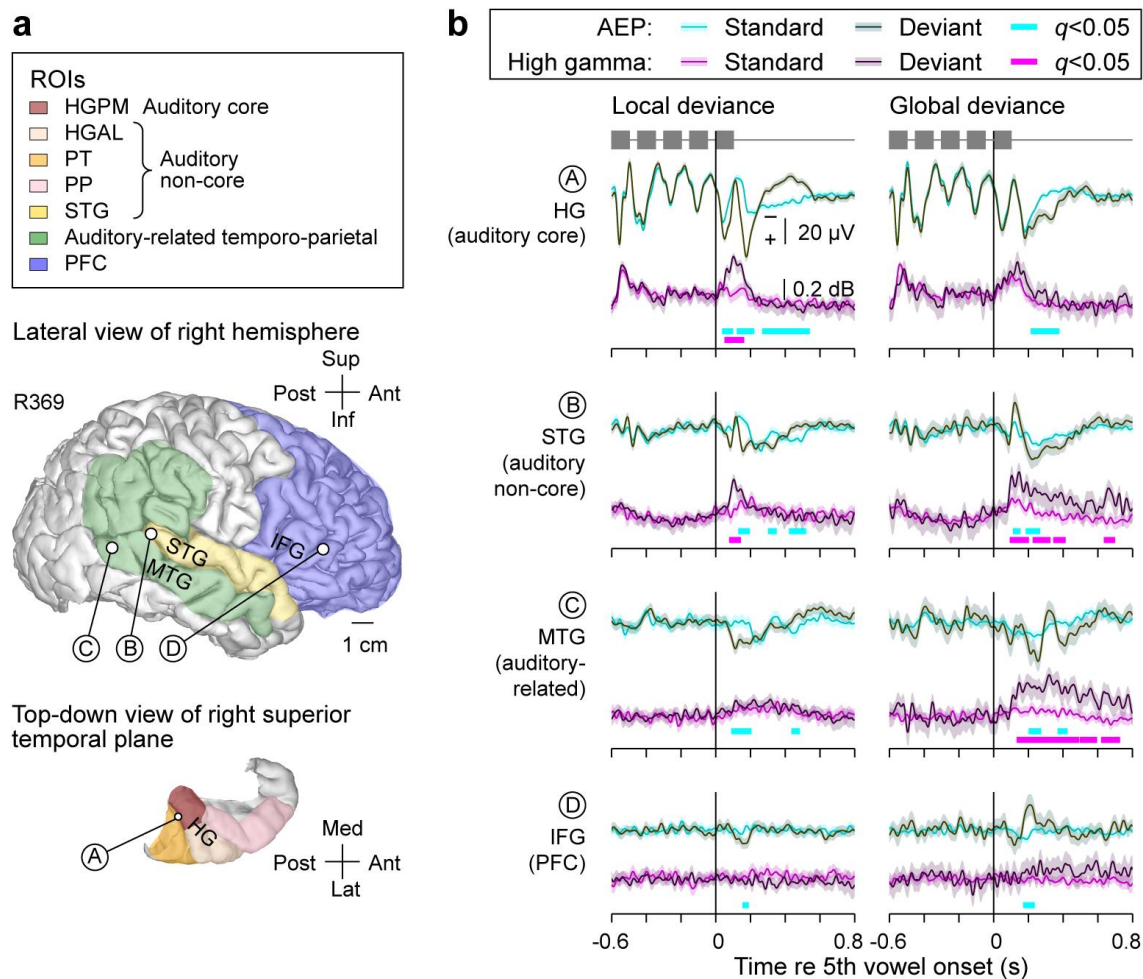 a
ROIs
HGPM Auditory core
HGAL
PT
PP
STG
Auditory non-core
Auditory-related temporo-parietal
PFC
Lateral view of right hemisphere
R369
Sup
Post Ant
Inf
STG
MTG
IFG
C B D
1 cm
Top-down view of right superior
temporal plane
HG
A
Med
Post Ant
Lat
b
AEP: Standard Deviant q<0.05
High gamma: Standard Deviant q<0.05
Local deviance Global deviance
A
HG
(auditory core)
−
+ 20 µV
0.2 dB
B
STG
(auditory
non-core)
C
MTG
(auditory-
related)
D
IFG
(PFC)
-0.6 0 0.8 -0.6 0 0.8
Time re 5th vowel onset (s)